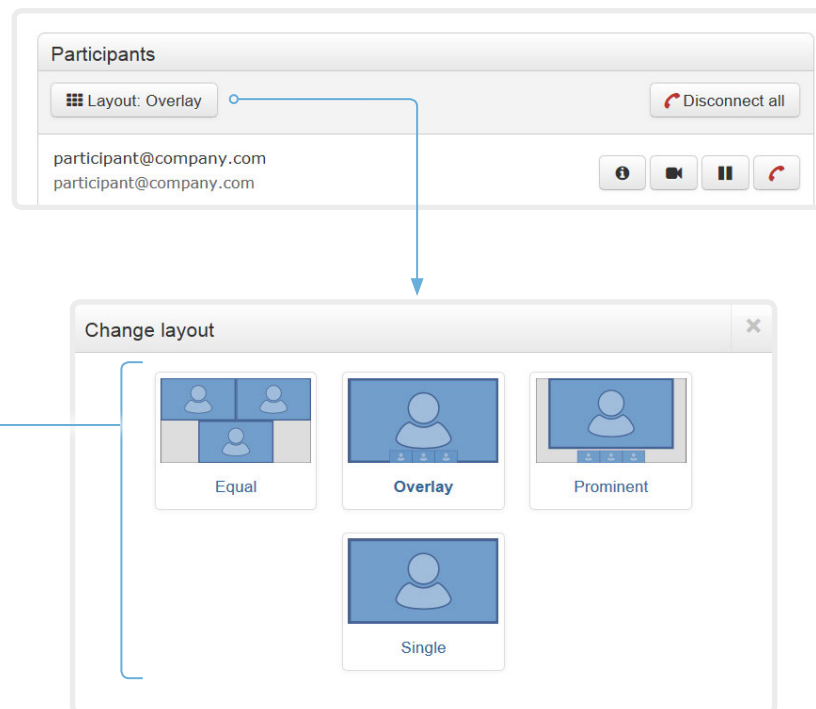 Participants
Layout: Overlay
Disconnect all
participant@company.com
participant@company.com
Change layout
Equal
Overlay
Prominent
Single